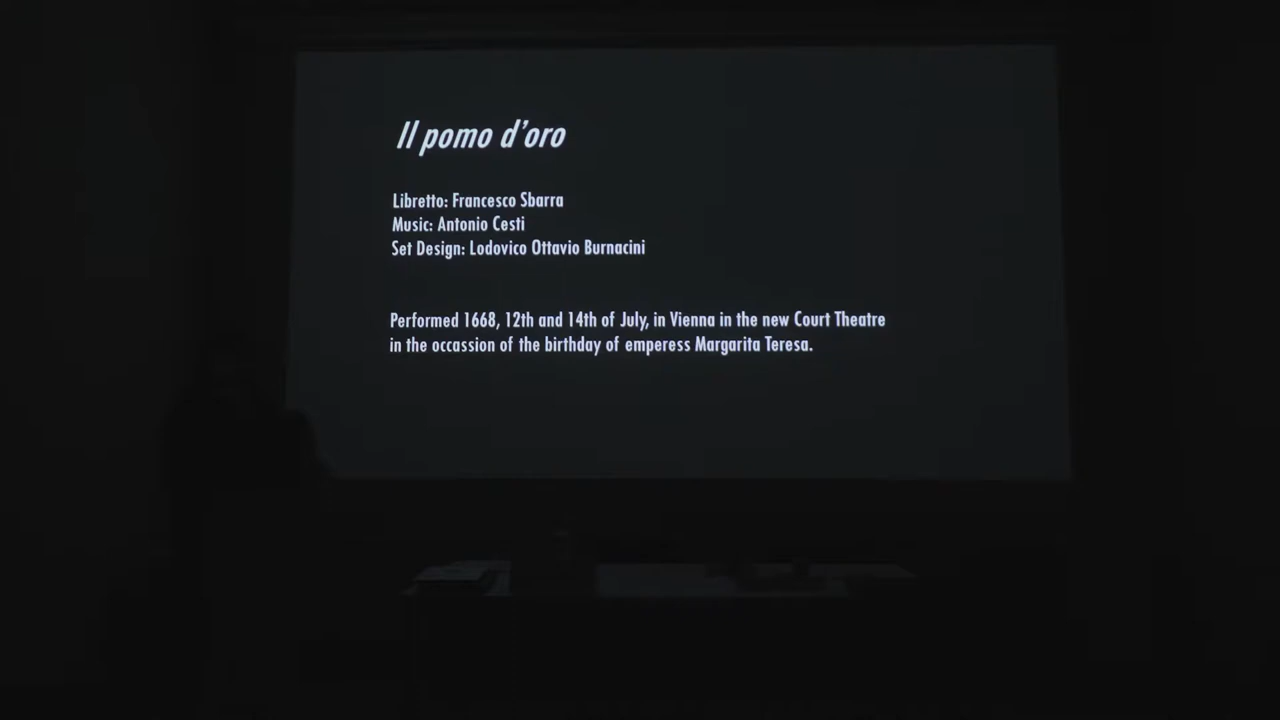 Il pomo d'oro
Libretto: Francesco Sbarra
Music: Antonio Cesti
Set Design: Lodovico Ottavio Burnacini
Performed 1668, 12th and 14th of July, in Vienna in the new Court Theatre
in the occassion of the birthday of emperess Margarita Teresa.